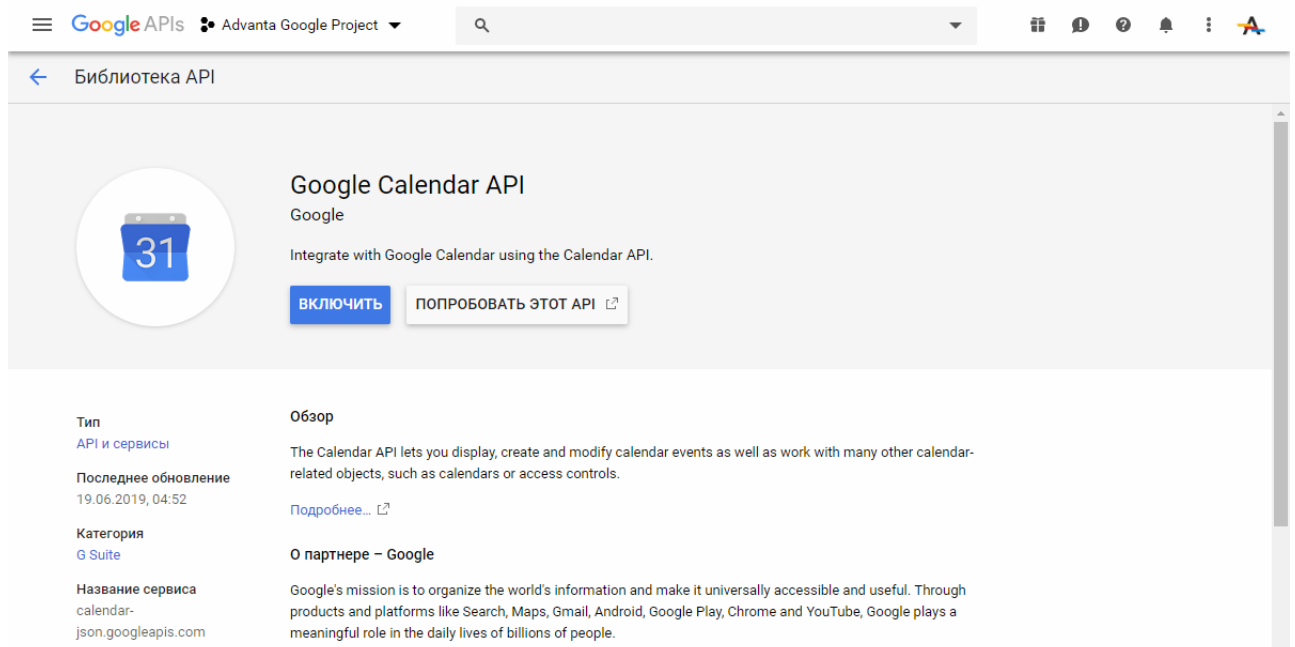 Google APIs Advanta Google Project
Библиотека API
31
Google Calendar API
Google
Integrate with Google Calendar using the Calendar API.
ВКЛЮЧИТЬ ПОПРОБОВАТЬ ЭТОТ API
Тип
API и сервисы
Последнее обновление
19.06.2019, 04:52
Категория
G Suite
Название сервиса
calendar-
json.googleapis.com
Обзор
The Calendar API lets you display, create and modify calendar events as well as work with many other calendar-
related objects, such as calendars or access controls.
Подробнее...
О партнере – Google
Google's mission is to organize the world's information and make it universally accessible and useful. Through
products and platforms like Search, Maps, Gmail, Android, Google Play, Chrome and YouTube, Google plays a
meaningful role in the daily lives of billions of people.